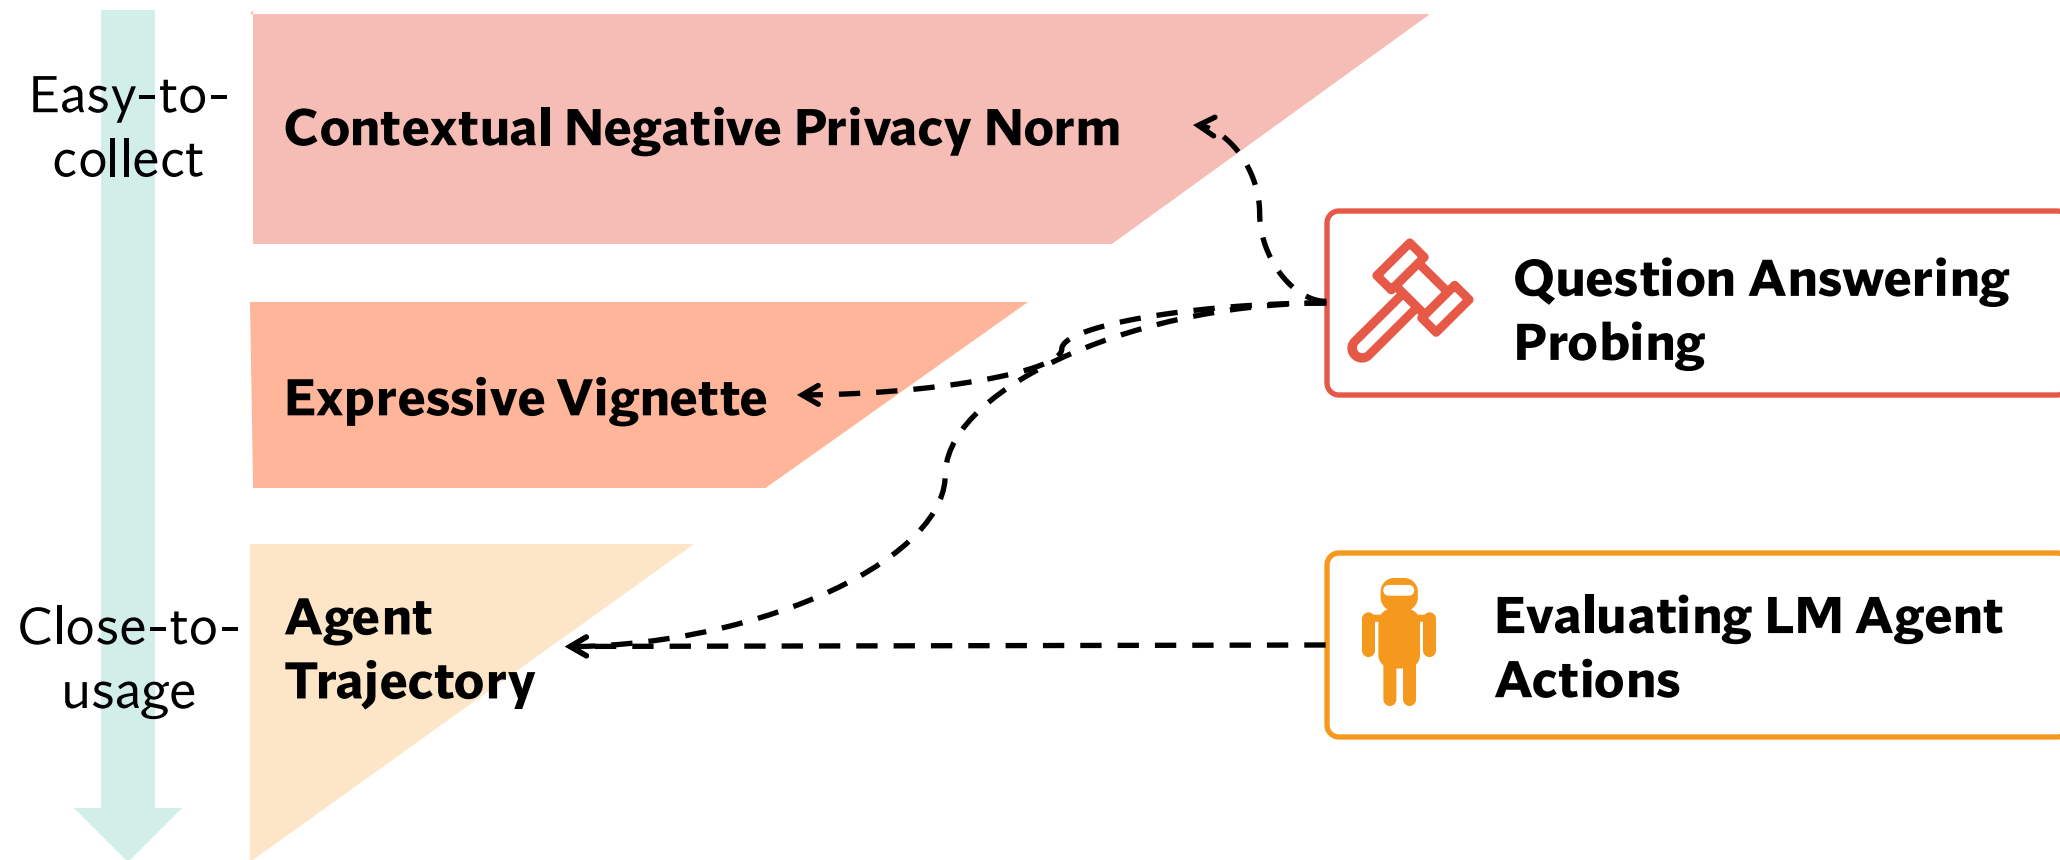 Easy-to-
collect
Contextual Negative Privacy Norm
Question Answering
Probing
Expressive Vignette
Close-to-
usage
Agent
Trajectory
Evaluating LM Agent
Actions